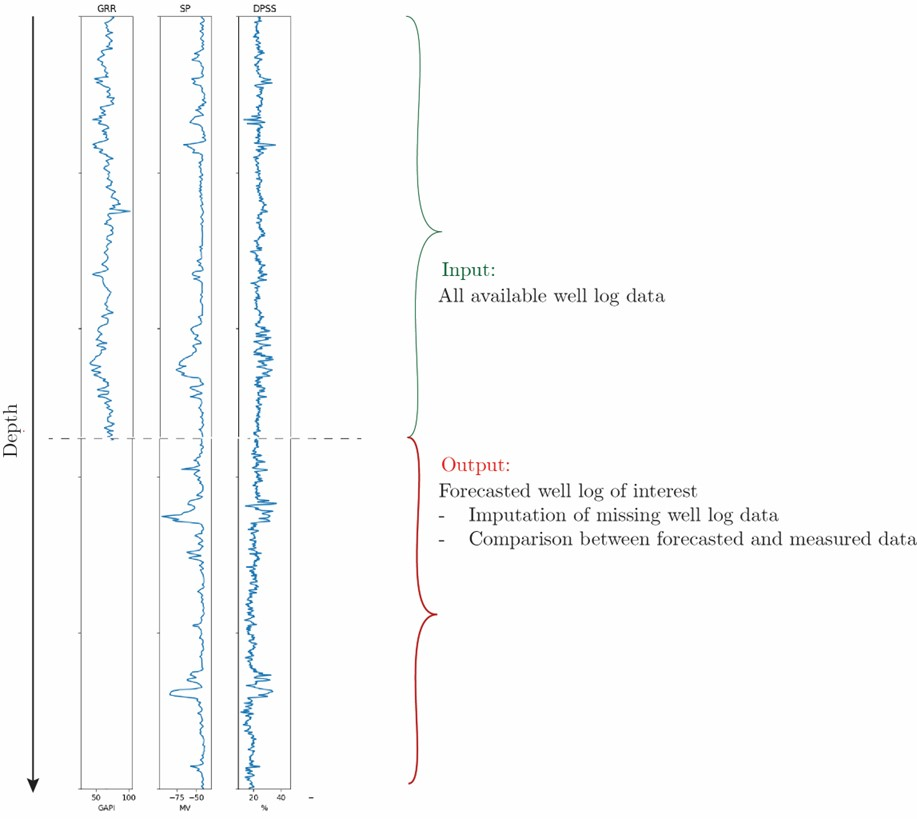 GRR SP DPSS
Input:
All available well log data
Depth
Output:
Forecasted well log of interest
- Imputation of missing well log data
- Comparison between forecasted and measured data
50 100 −75 −50 20 40 −
GAPI MV %